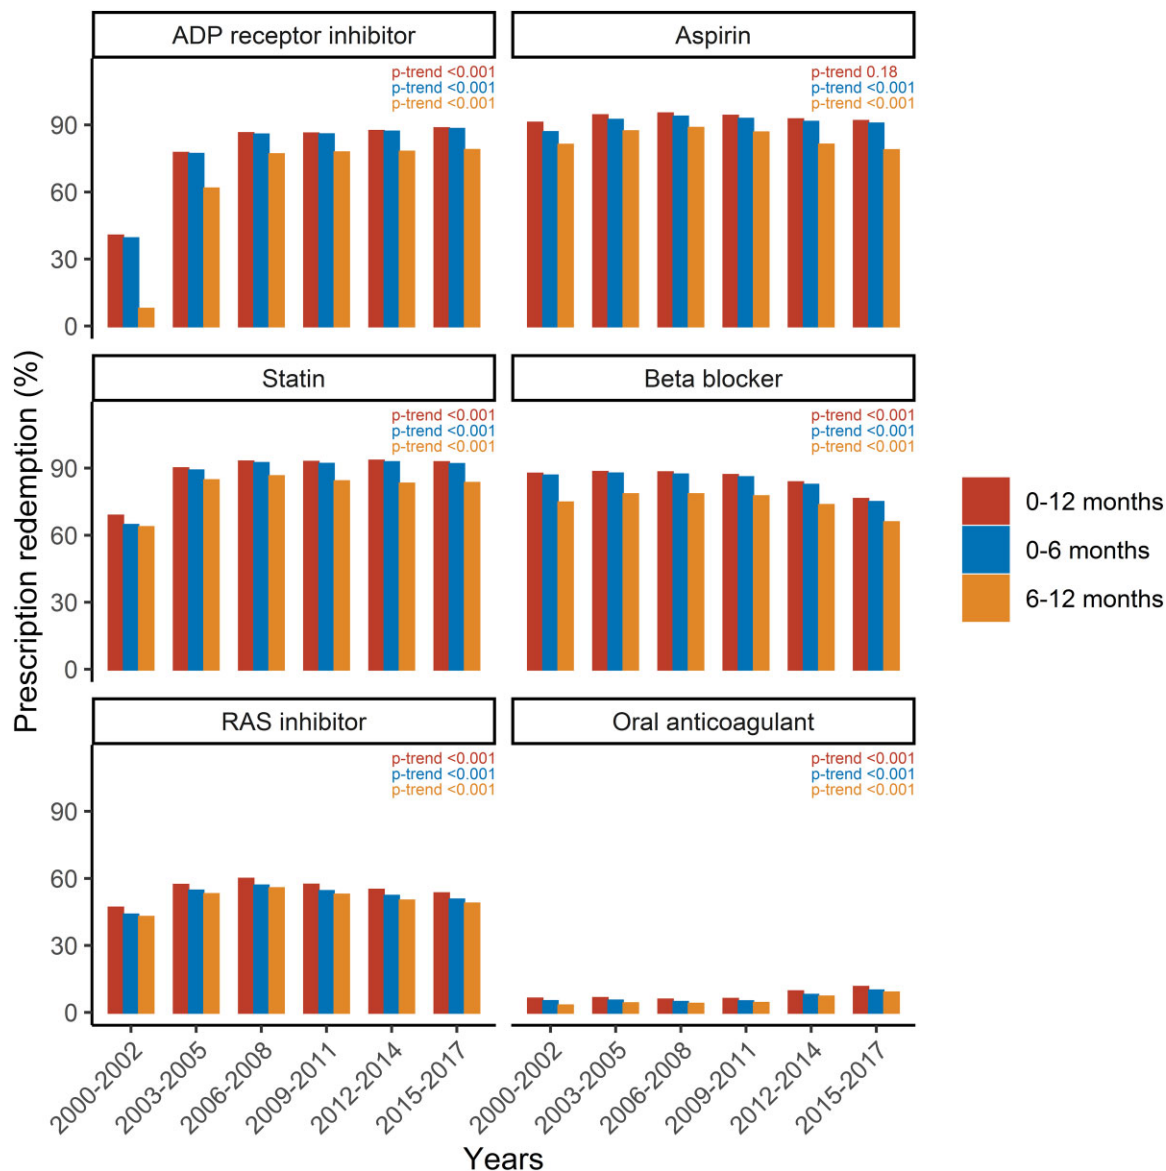 ADP receptor inhibitor
Aspirin
p-trend <0.001
p-trend <0.001
p-trend <0.001
p-trend 0.18
p-trend <0.001
p-trend <0.001
90
60
30
0
Statin
Beta blocker
p-trend <0.001
p-trend <0.001
p-trend <0.001
p-trend <0.001
p-trend <0.001
p-trend <0.001
90
60
30
0
RAS inhibitor
Oral anticoagulant
p-trend <0.001
p-trend <0.001
p-trend <0.001
p-trend <0.001
p-trend <0.001
p-trend <0.001
90
60
30
0
Prescription redemption (%)
2000-2002
2003-2005
2006-2008
2009-2011
2012-2014
2015-2017
2000-2002
2003-2005
2006-2008
2009-2011
2012-2014
2015-2017
Years
0-12 months
0-6 months
6-12 months